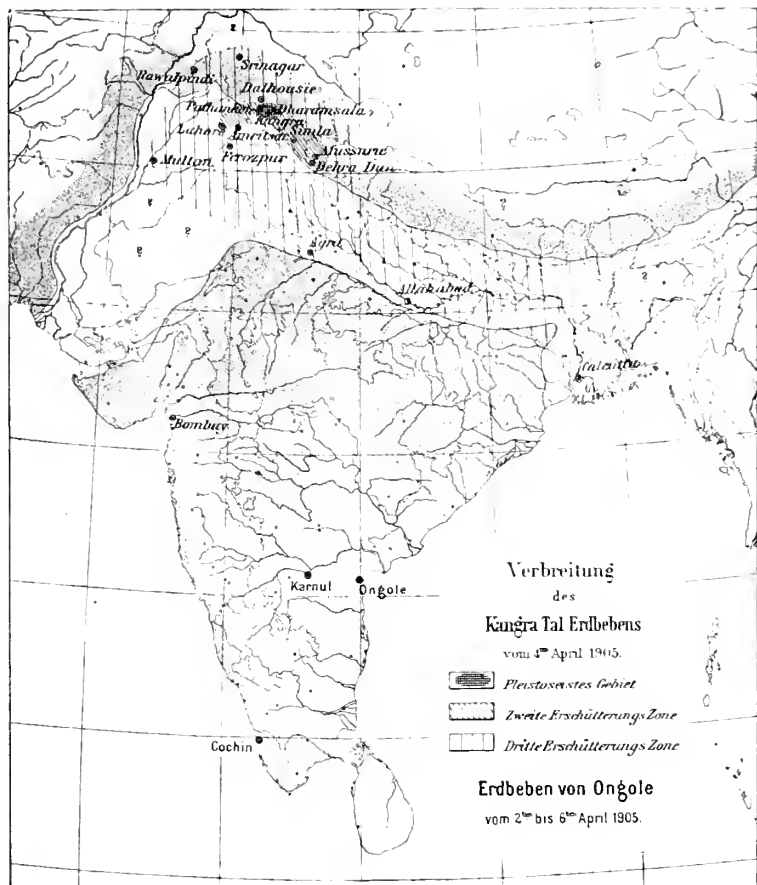 Srinagar
Rawalpindi
Dalhousie
Dharamsala
Kangra
Lahore
Simla
Amritsar
Mussurie
Ferozpur
Dehra Dun
Multan
?
?
?
?
?
?
Agra
Allahabad
Calcutta
Bombay
Karnul
Ongole
Cochin
Verbreitung
des
Kangra Tal Erdbebens
vom 4ten April 1905.
Pleistoseistes Gebiet
Zweite Erschütterungs Zone
Dritte Erschütterungs Zone
Erdbeben von Ongole
vom 2ten bis 6ten April 1905.